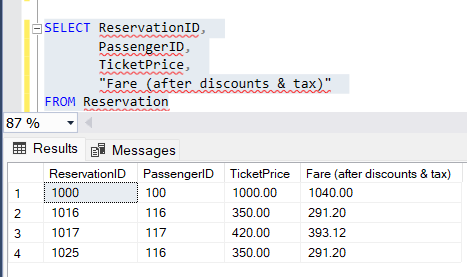 SELECT ReservationID,
PassengerID,
TicketPrice,
"Fare (after discounts & tax)"
FROM Reservation
87 %
Results Messages
ReservationID PassengerID TicketPrice Fare (after discounts & tax)
1 1000 100 1000.00 1040.00
2 1016 116 350.00 291.20
3 1017 117 420.00 393.12
4 1025 116 350.00 291.20